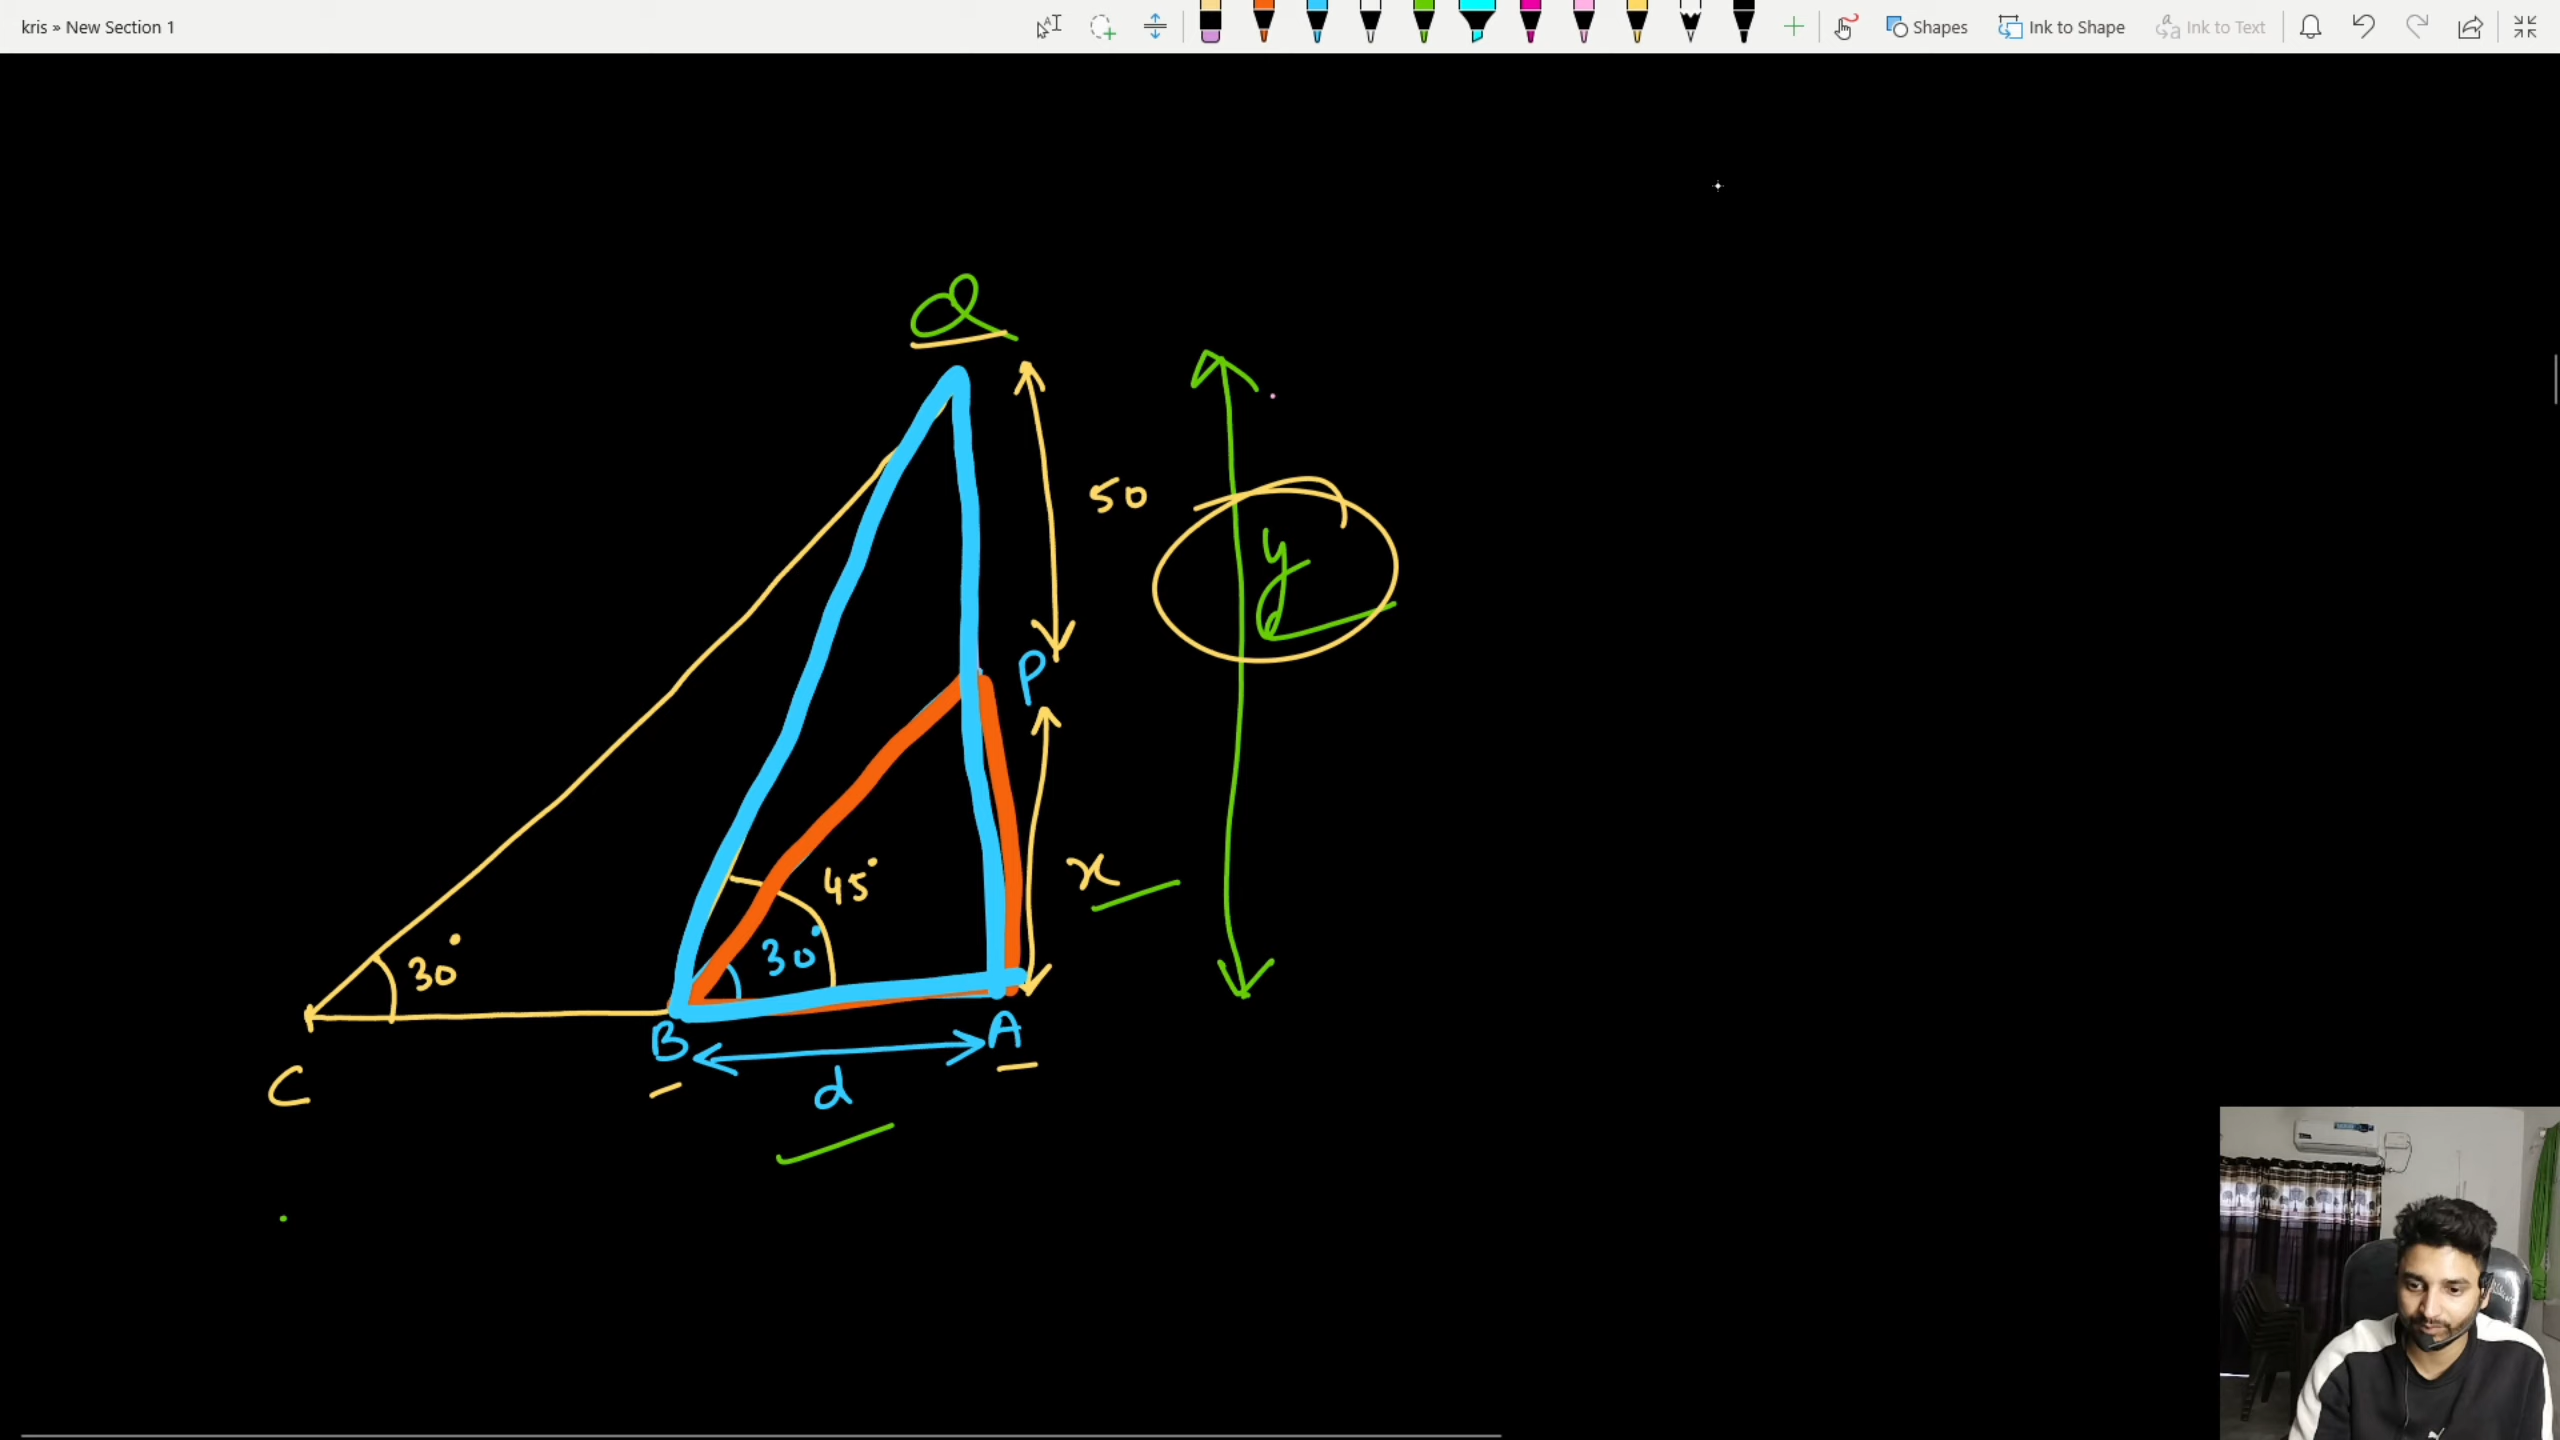 kris » New Section 1
Shapes
Ink to Shape
Ink to Text
Q
50
y
P
45°
x
30°
30°
B
A
C
d